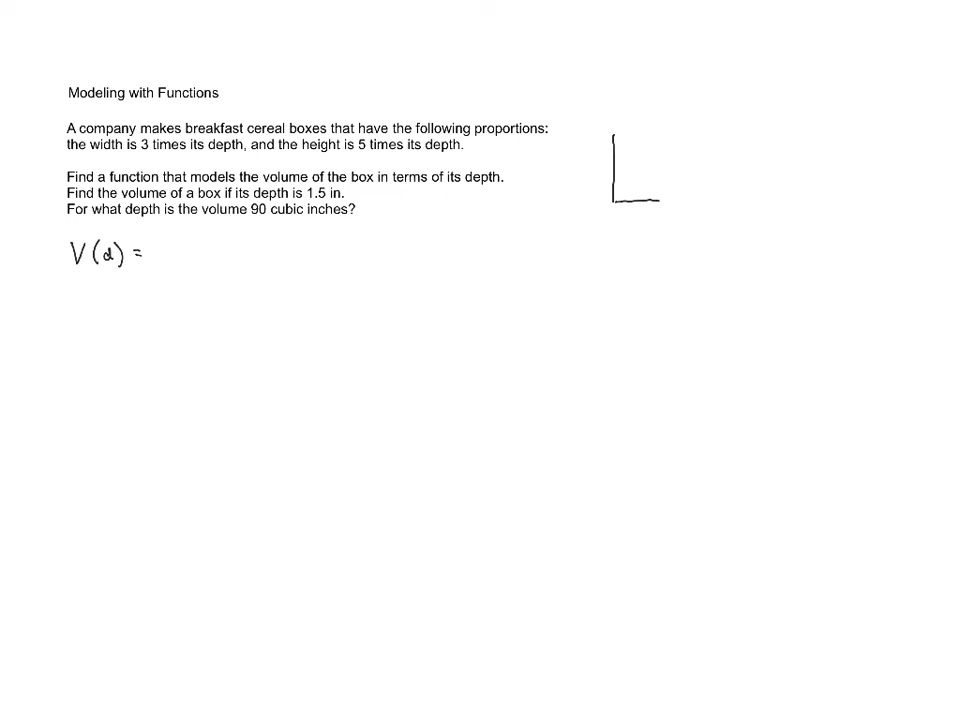 Modeling with Functions
A company makes breakfast cereal boxes that have the following proportions:
the width is 3 times its depth, and the height is 5 times its depth.
Find a function that models the volume of the box in terms of its depth.
Find the volume of a box if its depth is 1.5 in.
For what depth is the volume 90 cubic inches?
V(d) =